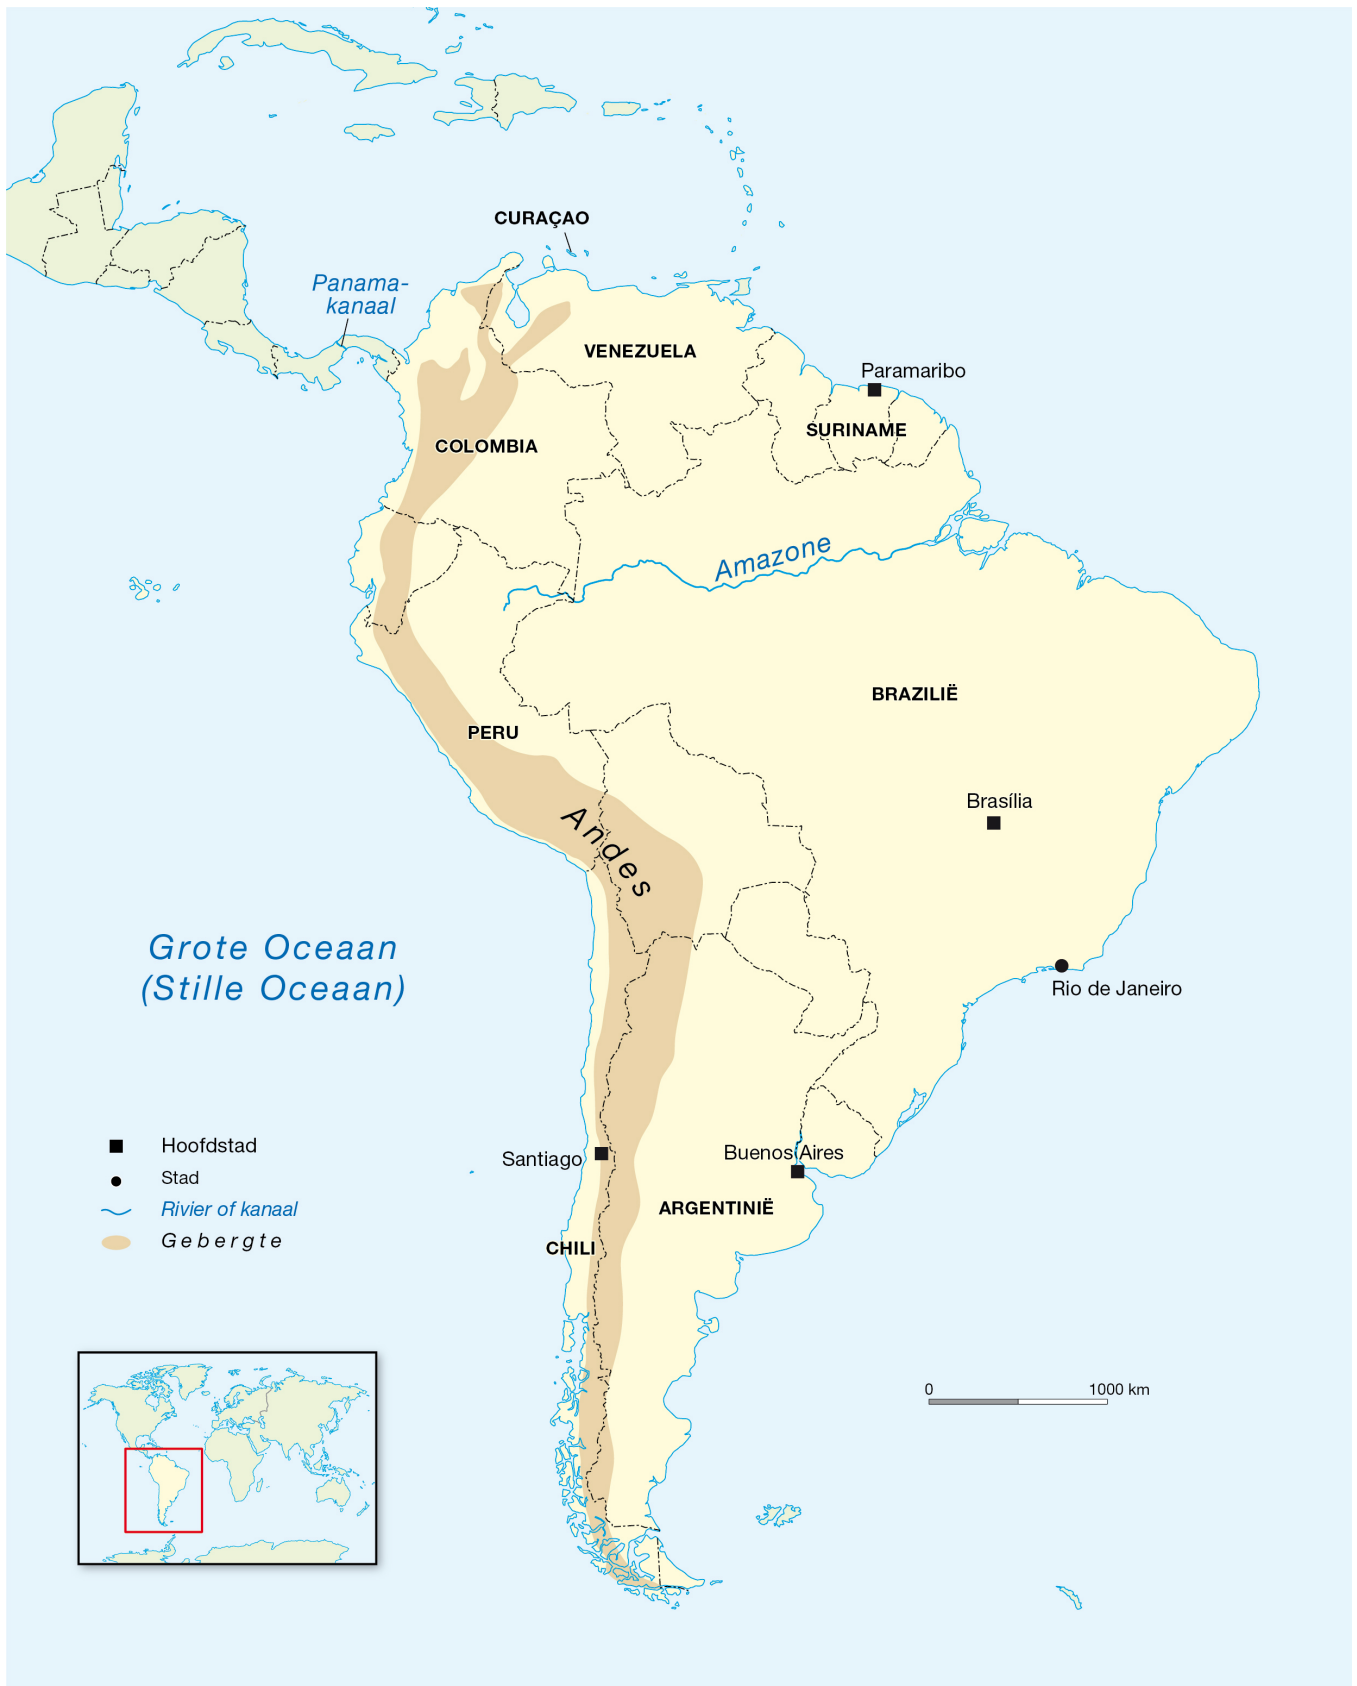 CURAÇAO
Panama-
kanaal
VENEZUELA
Paramaribo
SURINAME
COLOMBIA
Amazone
BRAZILIË
PERU
Brasília
Andes
Grote Oceaan
(Stille Oceaan)
Rio de Janeiro
Hoofdstad
Stad
Rivier of kanaal
Gebergte
Santiago
Buenos Aires
ARGENTINIË
CHILI
0 1000 km